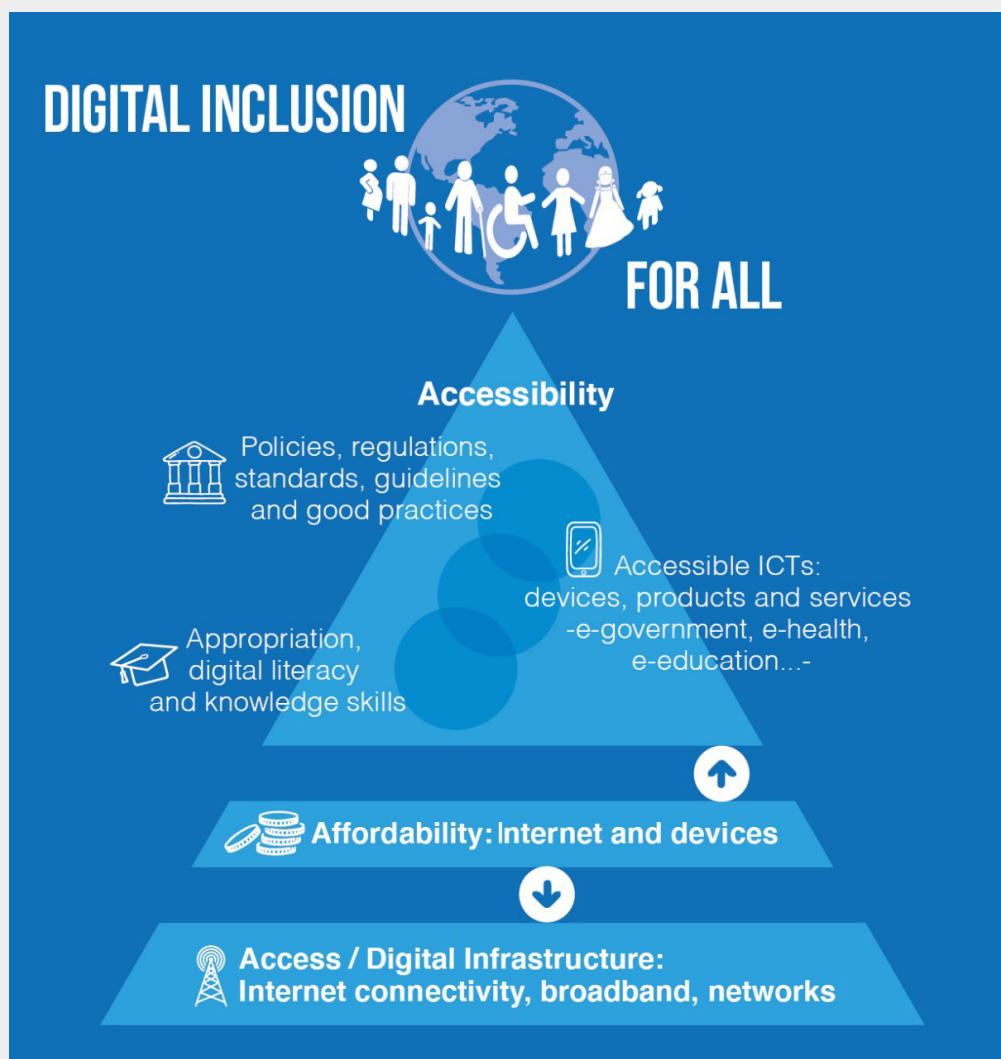 DIGITAL INCLUSION
FOR ALL
Accessibility
Policies, regulations,
standards, guidelines
and good practices
Accessible ICTs:
devices, products and services
-e-government, e-health,
e-education...-
Appropriation,
digital literacy
and knowledge skills
Affordability: Internet and devices
Access / Digital Infrastructure:
Internet connectivity, broadband, networks